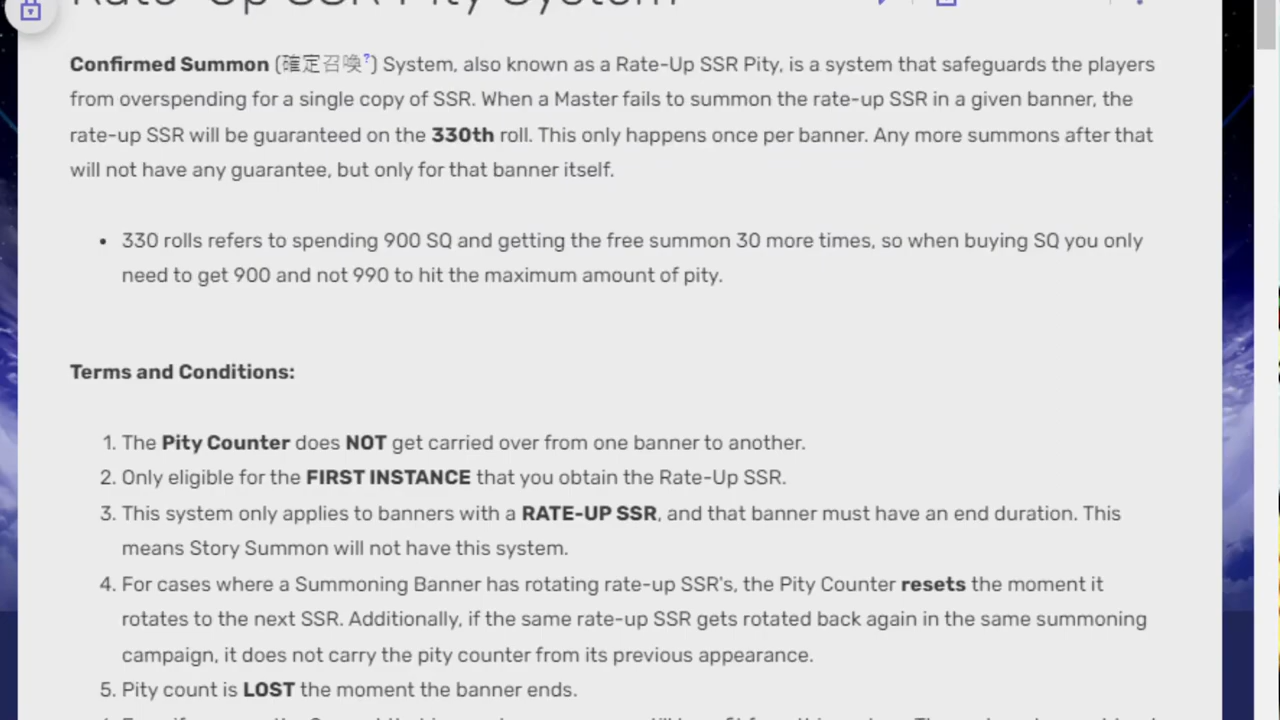 Rate-Up SSR Pity System
Confirmed Summon (確定召喚?) System, also known as a Rate-Up SSR Pity, is a system that safeguards the players
from overspending for a single copy of SSR. When a Master fails to summon the rate-up SSR in a given banner, the
rate-up SSR will be guaranteed on the 330th roll. This only happens once per banner. Any more summons after that
will not have any guarantee, but only for that banner itself.
• 330 rolls refers to spending 900 SQ and getting the free summon 30 more times, so when buying SQ you only
need to get 900 and not 990 to hit the maximum amount of pity.
Terms and Conditions:
1. The Pity Counter does NOT get carried over from one banner to another.
2. Only eligible for the FIRST INSTANCE that you obtain the Rate-Up SSR.
3. This system only applies to banners with a RATE-UP SSR, and that banner must have an end duration. This
means Story Summon will not have this system.
4. For cases where a Summoning Banner has rotating rate-up SSR's, the Pity Counter resets the moment it
rotates to the next SSR. Additionally, if the same rate-up SSR gets rotated back again in the same summoning
campaign, it does not carry the pity counter from its previous appearance.
5. Pity count is LOST the moment the banner ends.